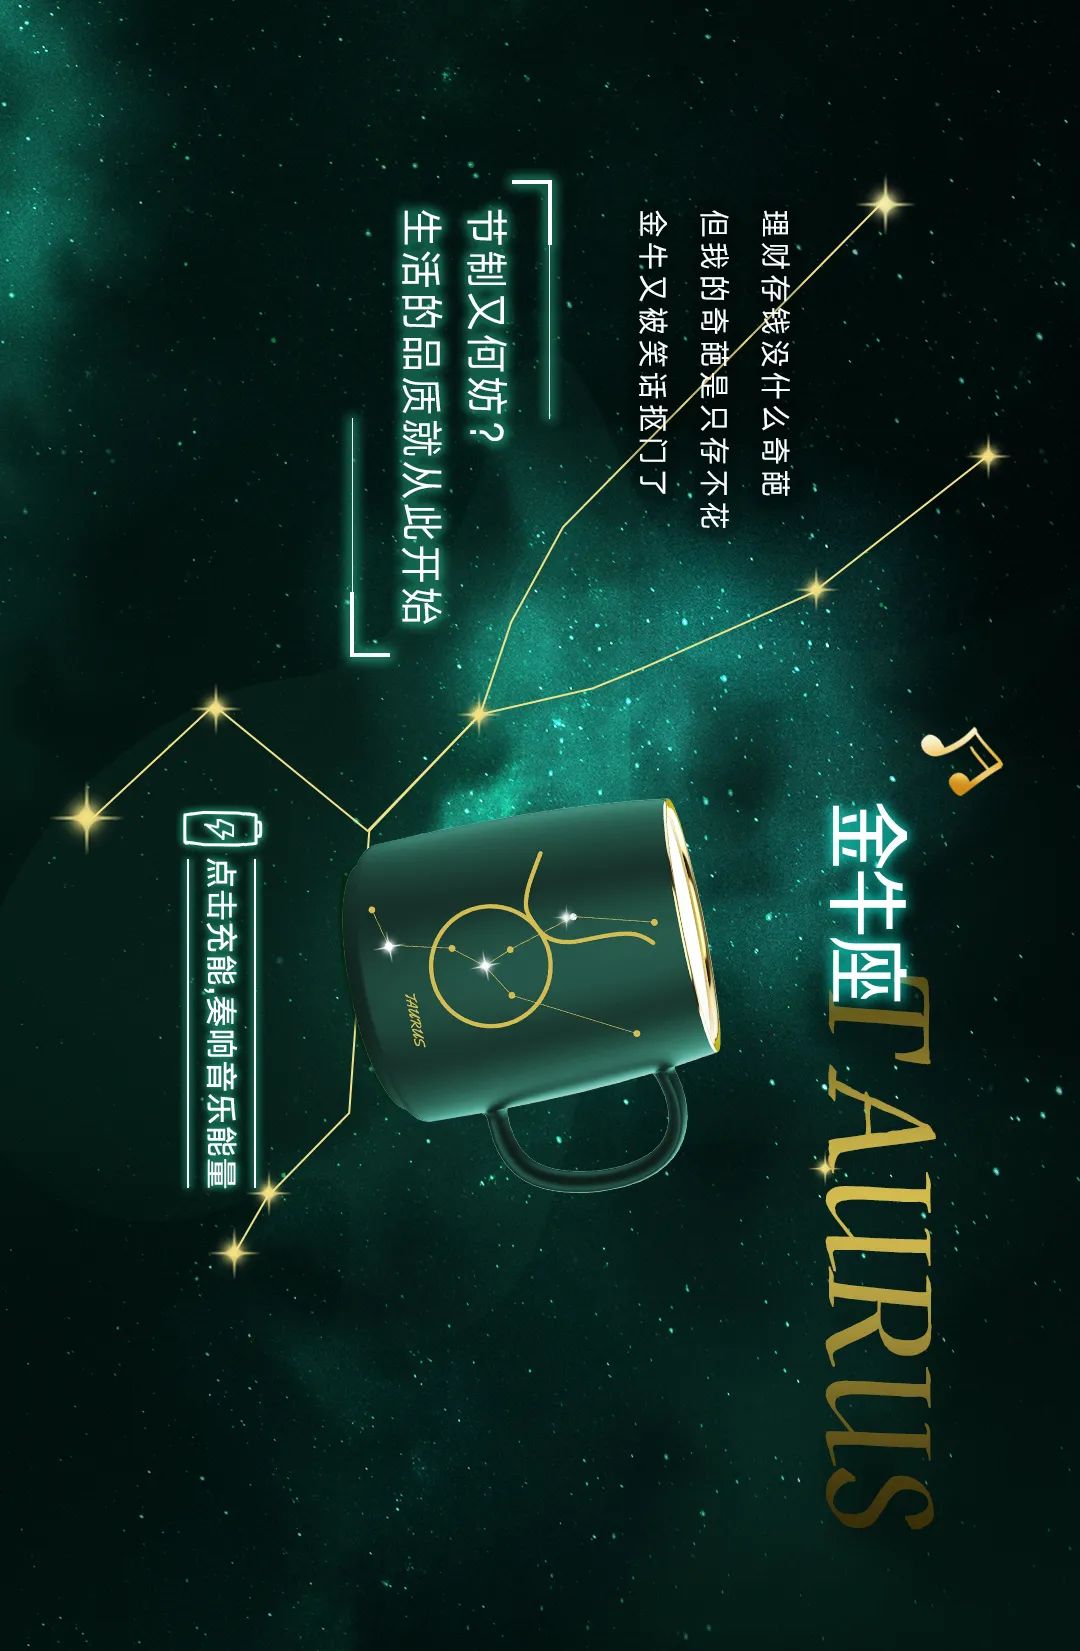 金牛座
TAURUS
理财存钱没什么奇葩
但我的奇葩是只存不花
金牛又被笑话抠门了
节制又何妨？
生活的品质就从此开始
TAURUS
点击充能,奏响音乐能量